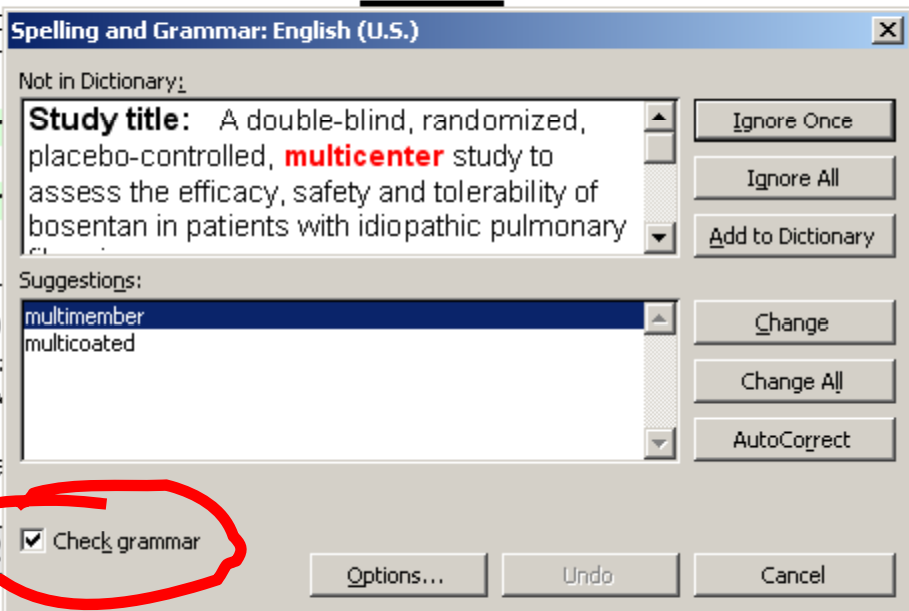 Spelling and Grammar: English (U.S.)
Not in Dictionary:
Study title: A double-blind, randomized,
placebo-controlled, multicenter study to
assess the efficacy, safety and tolerability of
bosentan in patients with idiopathic pulmonary
Ignore Once
Ignore All
Add to Dictionary
Suggestions:
multimember
multicoated
Change
Change All
AutoCorrect
Check grammar
Options...
Undo
Cancel